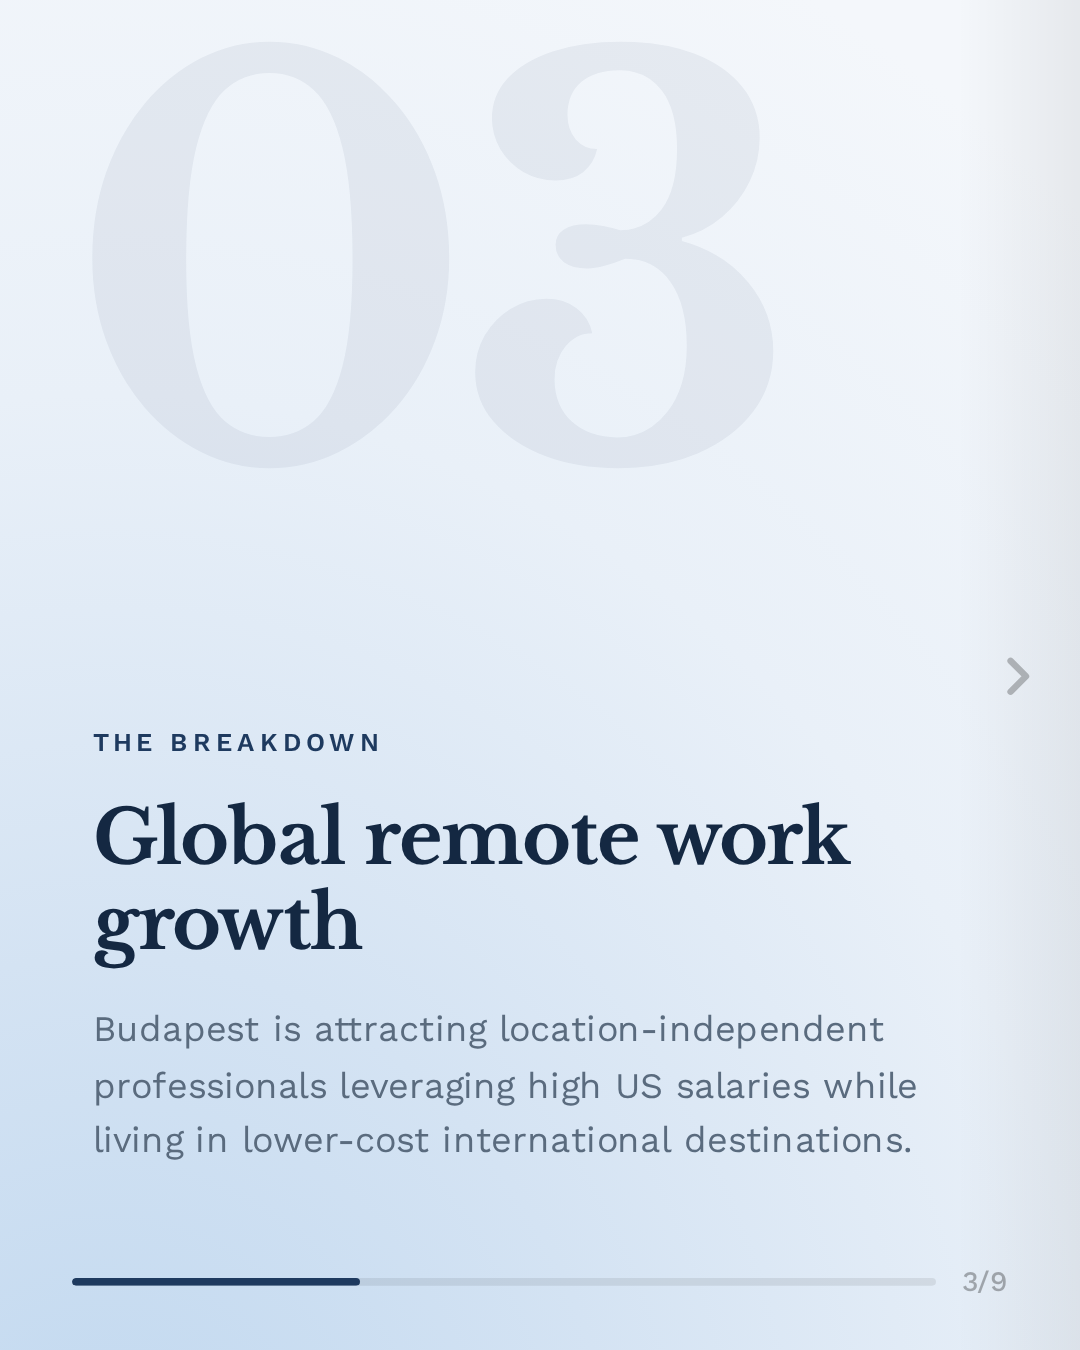 03
THE BREAKDOWN
Global remote work
growth
Budapest is attracting location-independent
professionals leveraging high US salaries while
living in lower-cost international destinations.
3/9